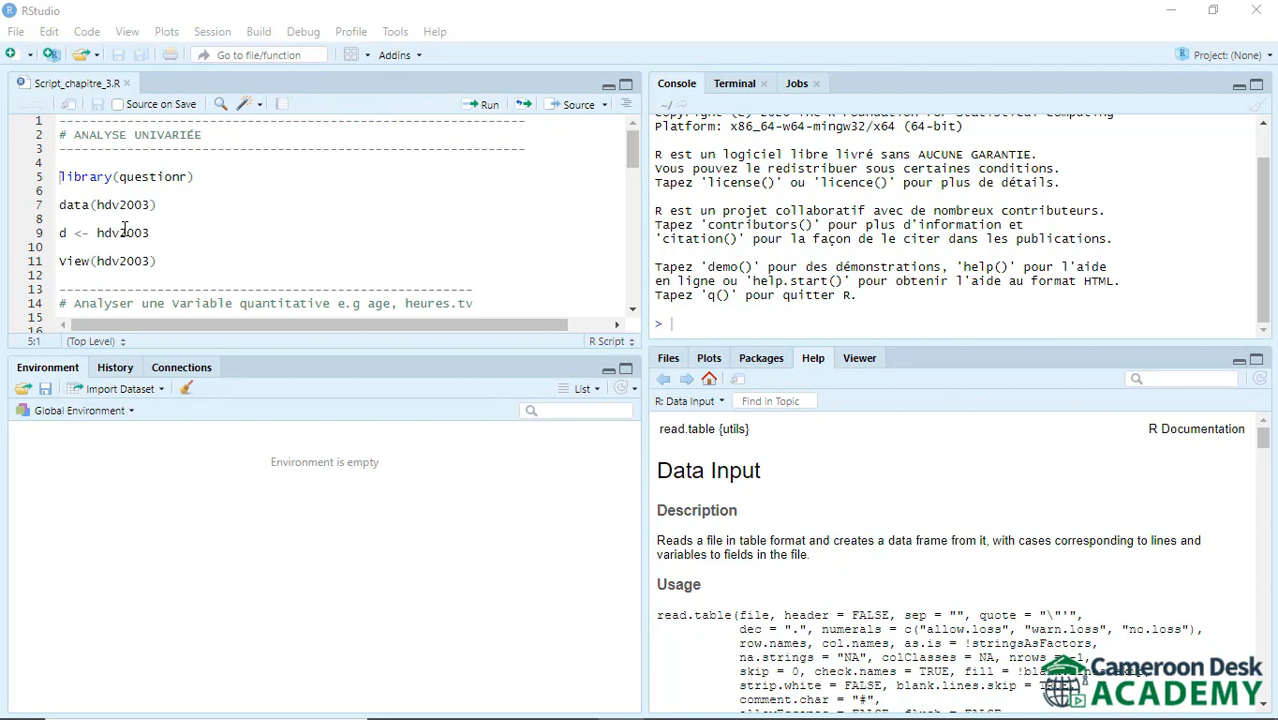 RStudio
File Edit Code View Plots Session Build Debug Profile Tools Help
Go to file/function Addins Project: (None)
Script_chapitre_3.R
Source on Save Run Source
1 ----------------------------------------------------------------
2 # ANALYSE UNIVARIÉE
3 ----------------------------------------------------------------
4
5 library(questionr)
6
7 data(hdv2003)
8
9 d <- hdv2003
10
11 view(hdv2003)
12
13 ---------------------------------------------------------
14 # Analyser une Variable quantitative e.g age, heures.tv
15
16
5:1 (Top Level) R Script
Environment History Connections
Import Dataset List
Global Environment
Environment is empty
Console Terminal Jobs
~/
Platform: x86_64-w64-mingw32/x64 (64-bit)
R est un logiciel libre livré sans AUCUNE GARANTIE.
Vous pouvez le redistribuer sous certaines conditions.
Tapez 'license()' ou 'licence()' pour plus de détails.
R est un projet collaboratif avec de nombreux contributeurs.
Tapez 'contributors()' pour plus d'information et
'citation()' pour la façon de le citer dans les publications.
Tapez 'demo()' pour des démonstrations, 'help()' pour l'aide
en ligne ou 'help.start()' pour obtenir l'aide au format HTML.
Tapez 'q()' pour quitter R.
>
Files Plots Packages Help Viewer
R: Data Input Find in Topic
read.table {utils} R Documentation
Data Input
Description
Reads a file in table format and creates a data frame from it, with cases corresponding to lines and
variables to fields in the file.
Usage
read.table(file, header = FALSE, sep = "", quote = "\"'",
dec = ".", numerals = c("allow.loss", "warn.loss", "no.loss"),
row.names, col.names, as.is = !stringsAsFactors,
na.strings = "NA", colClasses = NA, nrows = -1,
skip = 0, check.names = TRUE, fill =
strip.white = FALSE, blank.lines.skip =
comment.char = "#",
Cameroon Desk
ACADEMY